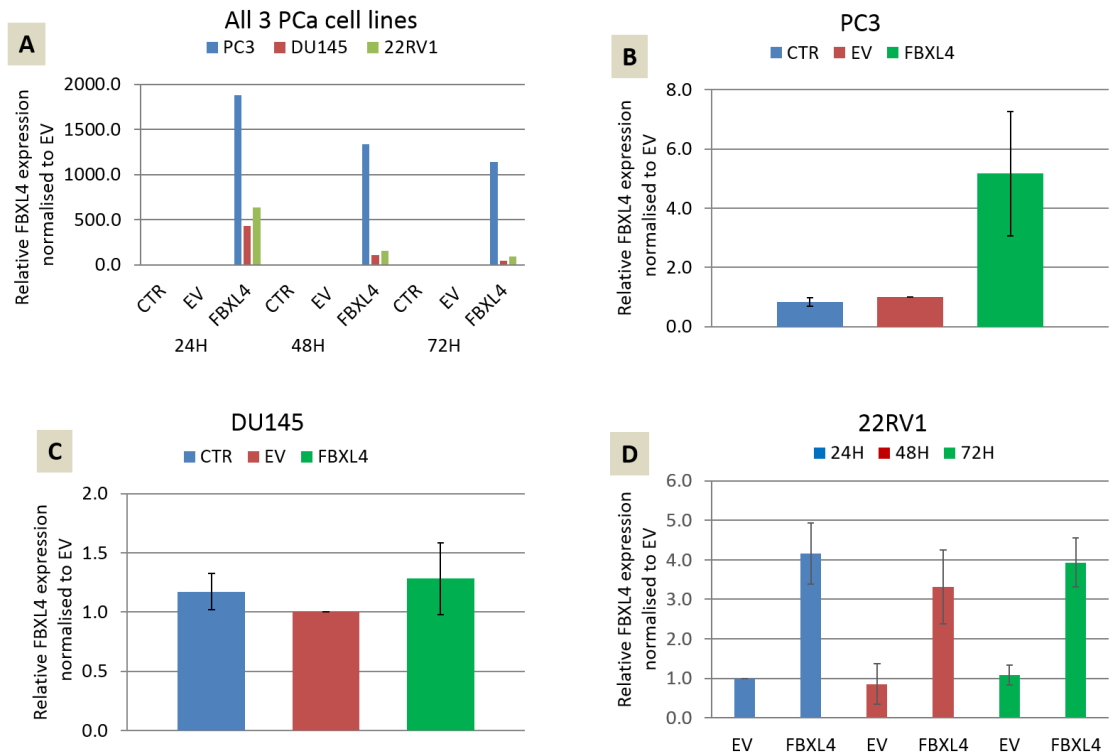 A
All 3 PCa cell lines
PC3 DU145 22RV1
Relative FBXL4 expression
normalised to EV
2000.0
1500.0
1000.0
500.0
0.0
CTR EV FBXL4 CTR EV FBXL4 CTR EV FBXL4
24H 48H 72H
B
PC3
CTR EV FBXL4
Relative FBXL4 expression
normalised to EV
8.0
6.0
4.0
2.0
0.0
C
DU145
CTR EV FBXL4
Relative FBXL4 expression
normalised to EV
2.0
1.5
1.0
0.5
0.0
D
22RV1
24H 48H 72H
Relative FBXL4 expression
normalised to EV
6.0
5.0
4.0
3.0
2.0
1.0
0.0
EV FBXL4 EV FBXL4 EV FBXL4